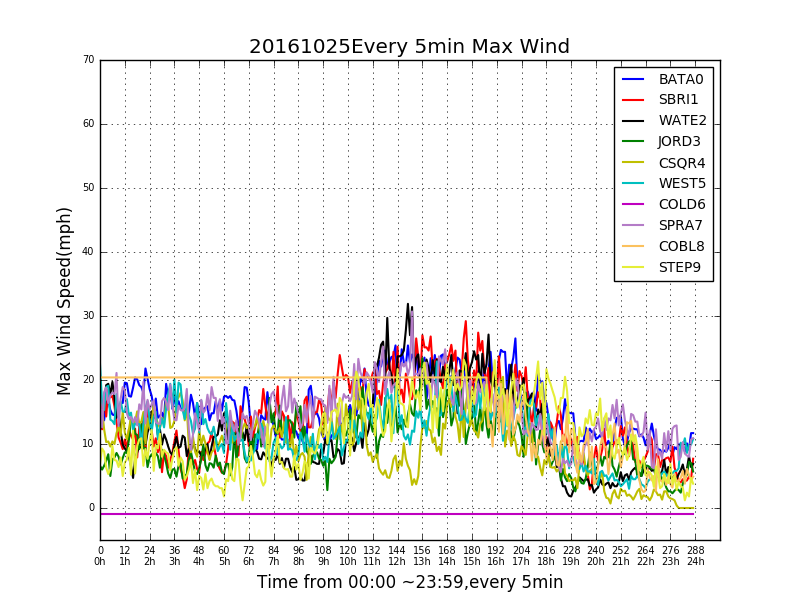 20161025Every 5min Max Wind
70
60
50
40
30
20
10
0
Max Wind Speed(mph)
BATA0
SBRI1
WATE2
JORD3
CSQR4
WEST5
COLD6
SPRA7
COBL8
STEP9
0 12 24 36 48 60 72 84 96 108 120 132 144 156 168 180 192 204 216 228 240 252 264 276 288
0h 1h 2h 3h 4h 5h 6h 7h 8h 9h 10h 11h 12h 13h 14h 15h 16h 17h 18h 19h 20h 21h 22h 23h 24h
Time from 00:00 ~23:59,every 5min